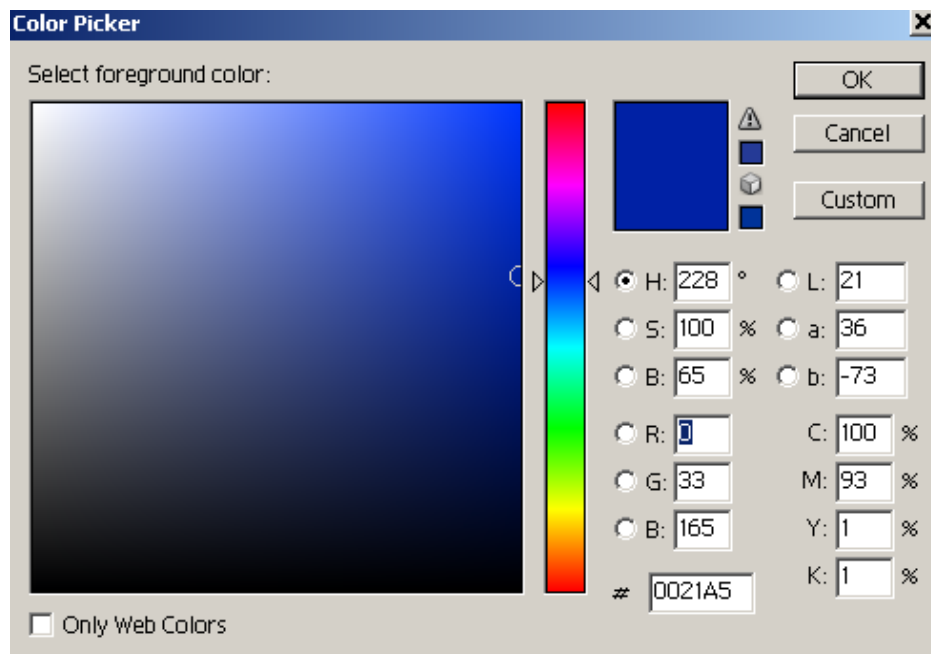 Color Picker
Select foreground color:
OK
Cancel
Custom
H: 228 ° L: 21
S: 100 % a: 36
B: 65 % b: -73
R: 0 C: 100 %
G: 33 M: 93 %
B: 165 Y: 1 %
# 0021A5 K: 1 %
Only Web Colors